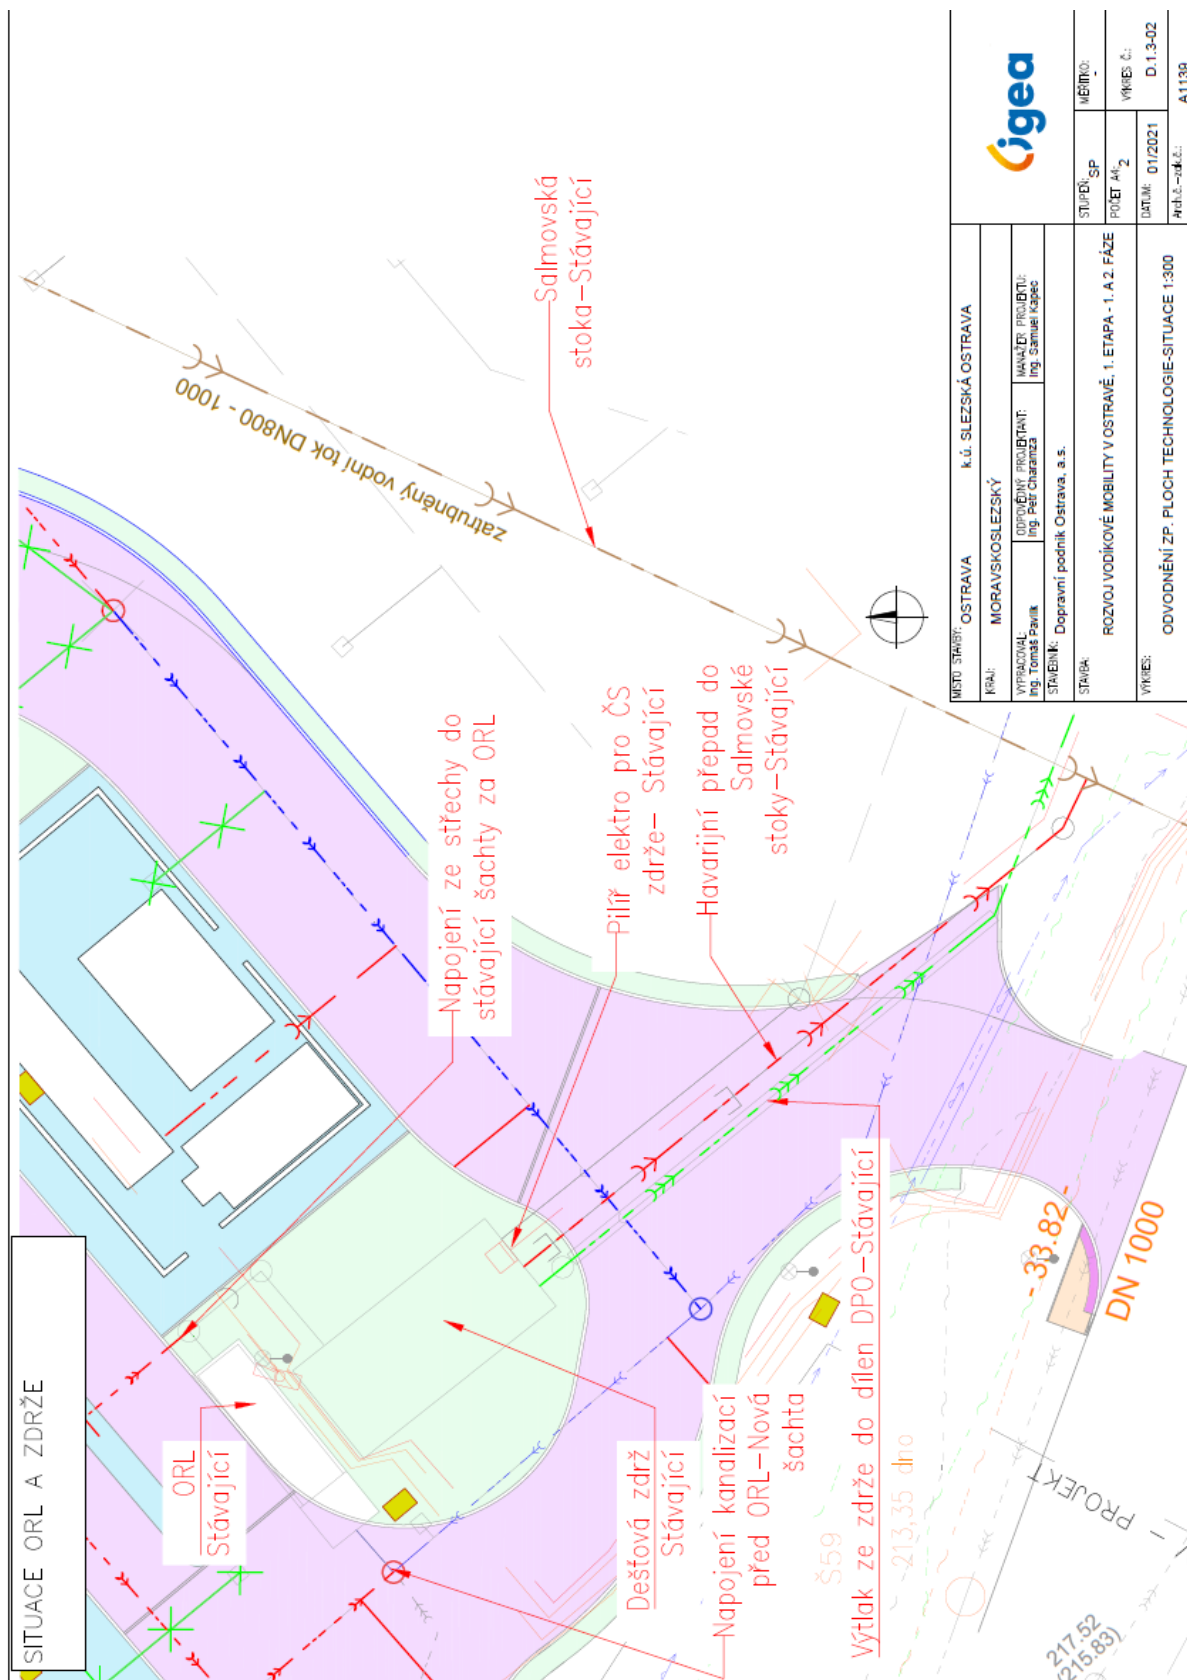 SITUACE ORL A ZDRŽE
zatrubněný vodní tok DN800 - 1000
Salmovská
stoka-Stávající
Napojení ze střechy do
stávající šachty za ORL
Pilíř elektro pro ČS
zdrže- Stávající
Havarijní přepad do
Salmovské
stoky-Stávající
ORL
Stávající
Dešťová zdrž
Stávající
Napojení kanalizací
před ORL-Nová
šachta
Výtlak ze zdrže do dílen DPO-Stávající
Š59
213,35 dno
- 33.82 -
DN 1000
- PROJEKT
217.52
(215.83)
MÍSTO STAVBY: OSTRAVA k.ú. SLEZSKÁ OSTRAVA
KRAJ: MORAVSKOSLEZSKÝ
VYPRACOVAL: ODPOVĚDNÝ PROJEKTANT: MANAŽER PROJEKTU:
Ing. Tomáš Pavlik Ing. Petr Charamza Ing. Samuel Kapec
STAVEBNÍK: Dopravní podnik Ostrava, a.s.
STAVBA: ROZVOJ VODÍKOVÉ MOBILITY V OSTRAVĚ, 1. ETAPA - 1. A 2. FÁZE
VÝKRES: ODVODNĚNÍ ZP. PLOCH TECHNOLOGIE-SITUACE 1:300
igea
STUPEŇ: SP
MĚŘÍTKO: -
POČET A4: 2
VÝKRES Č.: D.1.3-02
DATUM: 01/2021
Arch.č.-zak.č.: A1139